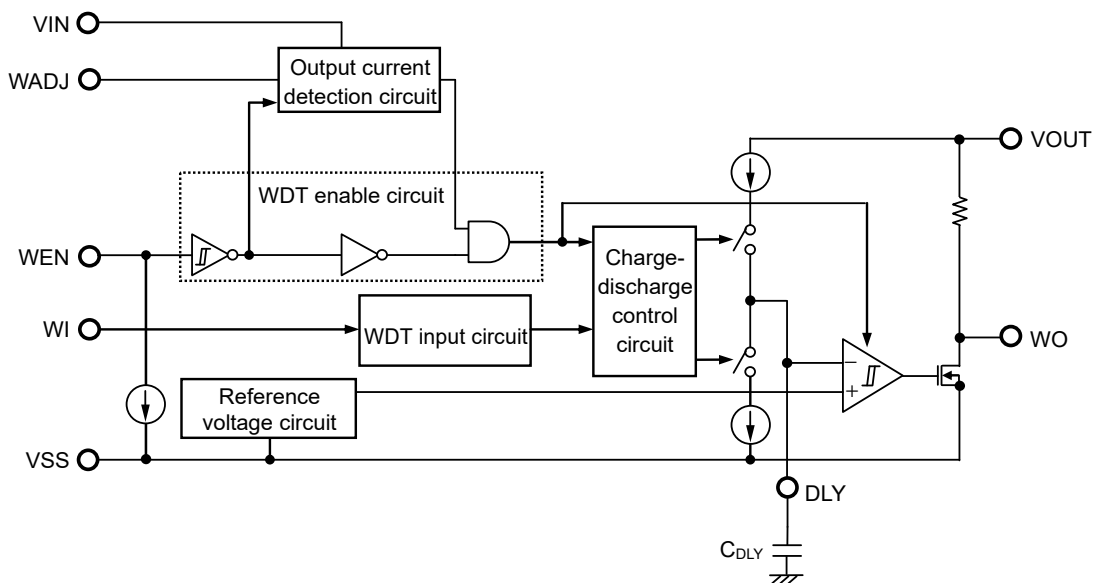 VIN
WADJ
Output current
detection circuit
VOUT
WDT enable circuit
WEN
Charge-
discharge
control
circuit
WI
WDT input circuit
WO
−
+
Reference
voltage circuit
VSS
DLY
CDLY